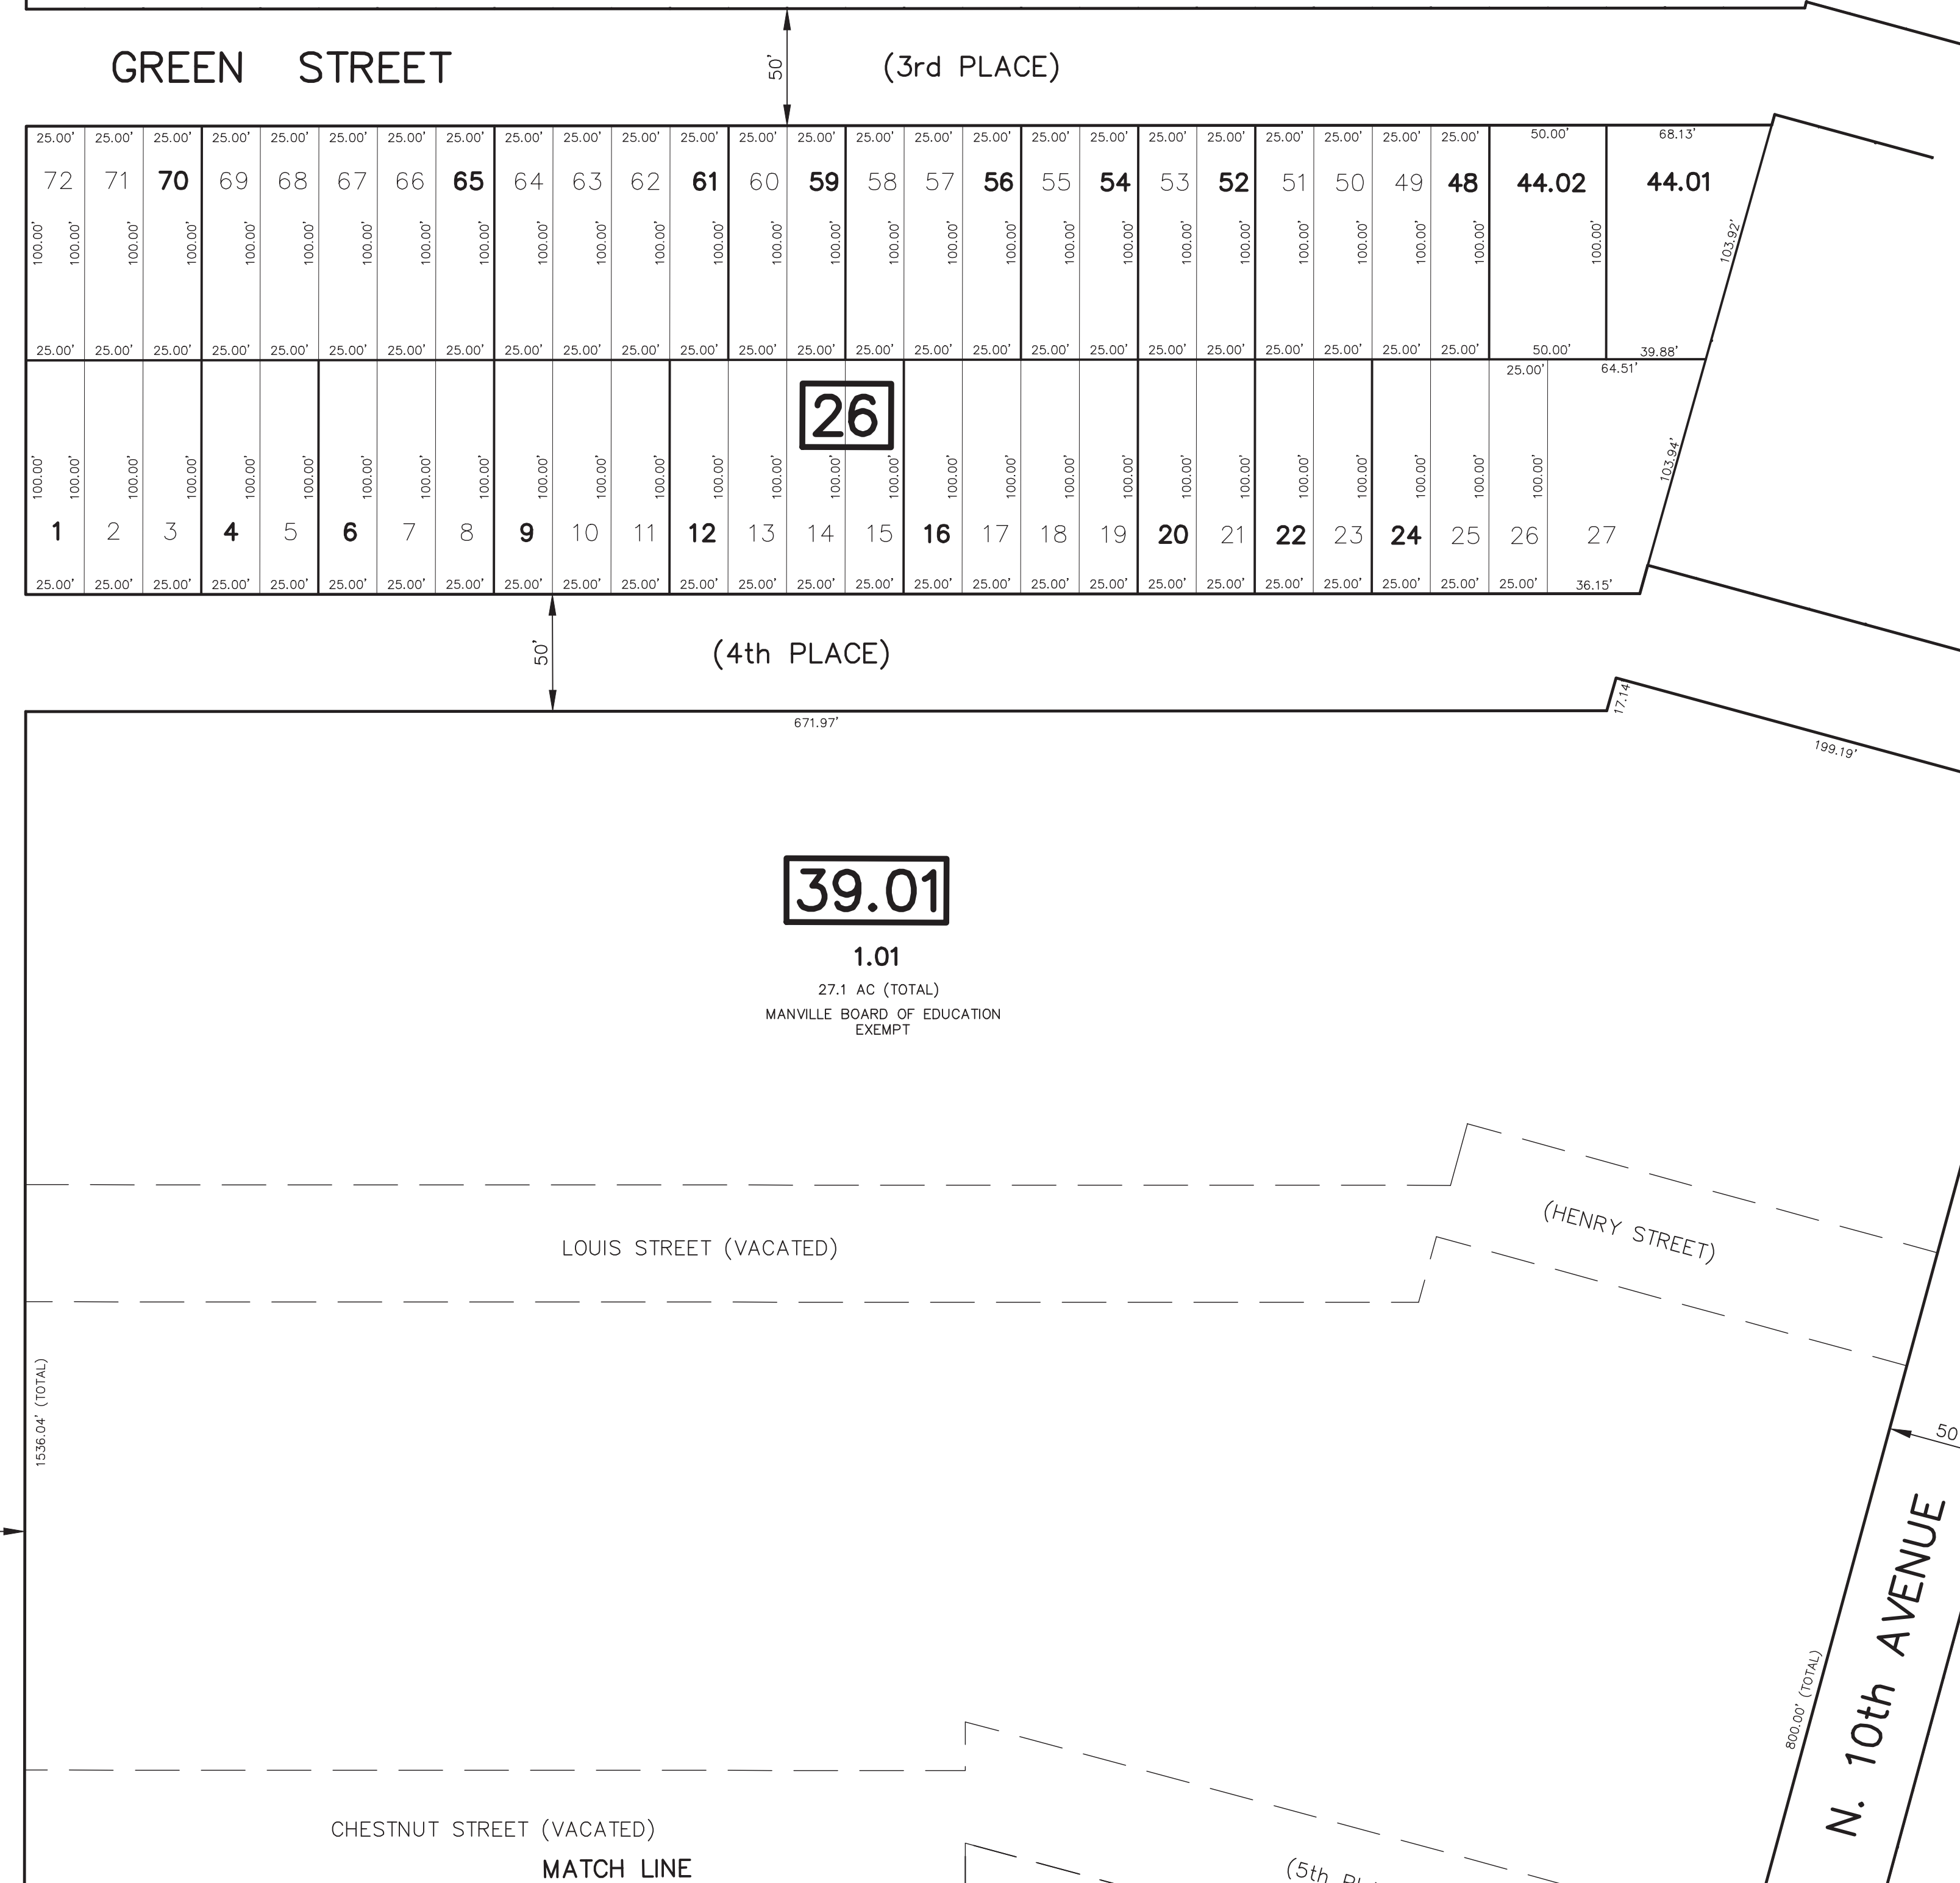 GREEN STREET 50' (3rd PLACE)
25.00' 25.00' 25.00' 25.00' 25.00' 25.00' 25.00' 25.00' 25.00' 25.00' 25.00' 25.00' 25.00' 25.00' 25.00' 25.00' 25.00' 25.00' 25.00' 25.00' 25.00' 25.00' 25.00' 25.00' 25.00' 50.00' 68.13'
72 71 70 69 68 67 66 65 64 63 62 61 60 59 58 57 56 55 54 53 52 51 50 49 48 44.02 44.01
100.00' 100.00' 100.00' 100.00' 100.00' 100.00' 100.00' 100.00' 100.00' 100.00' 100.00' 100.00' 100.00' 100.00' 100.00' 100.00' 100.00' 100.00' 100.00' 100.00' 100.00' 100.00' 100.00' 100.00' 100.00' 100.00' 100.00' 103.92'
25.00' 25.00' 25.00' 25.00' 25.00' 25.00' 25.00' 25.00' 25.00' 25.00' 25.00' 25.00' 25.00' 25.00' 25.00' 25.00' 25.00' 25.00' 25.00' 25.00' 25.00' 25.00' 25.00' 25.00' 25.00' 50.00' 39.88'
25.00' 64.51'
26
100.00' 100.00' 100.00' 100.00' 100.00' 100.00' 100.00' 100.00' 100.00' 100.00' 100.00' 100.00' 100.00' 100.00' 100.00' 100.00' 100.00' 100.00' 100.00' 100.00' 100.00' 100.00' 100.00' 100.00' 100.00' 100.00' 100.00' 103.94'
1 2 3 4 5 6 7 8 9 10 11 12 13 14 15 16 17 18 19 20 21 22 23 24 25 26 27
25.00' 25.00' 25.00' 25.00' 25.00' 25.00' 25.00' 25.00' 25.00' 25.00' 25.00' 25.00' 25.00' 25.00' 25.00' 25.00' 25.00' 25.00' 25.00' 25.00' 25.00' 25.00' 25.00' 25.00' 25.00' 25.00' 36.15'
50' (4th PLACE)
17.14'
671.97'
199.19'
39.01
1.01
27.1 AC (TOTAL)
MANVILLE BOARD OF EDUCATION
EXEMPT
(HENRY STREET)
LOUIS STREET (VACATED)
1536.04' (TOTAL)
50
N. 10th AVENUE
800.00' (TOTAL)
CHESTNUT STREET (VACATED)
MATCH LINE
(5th